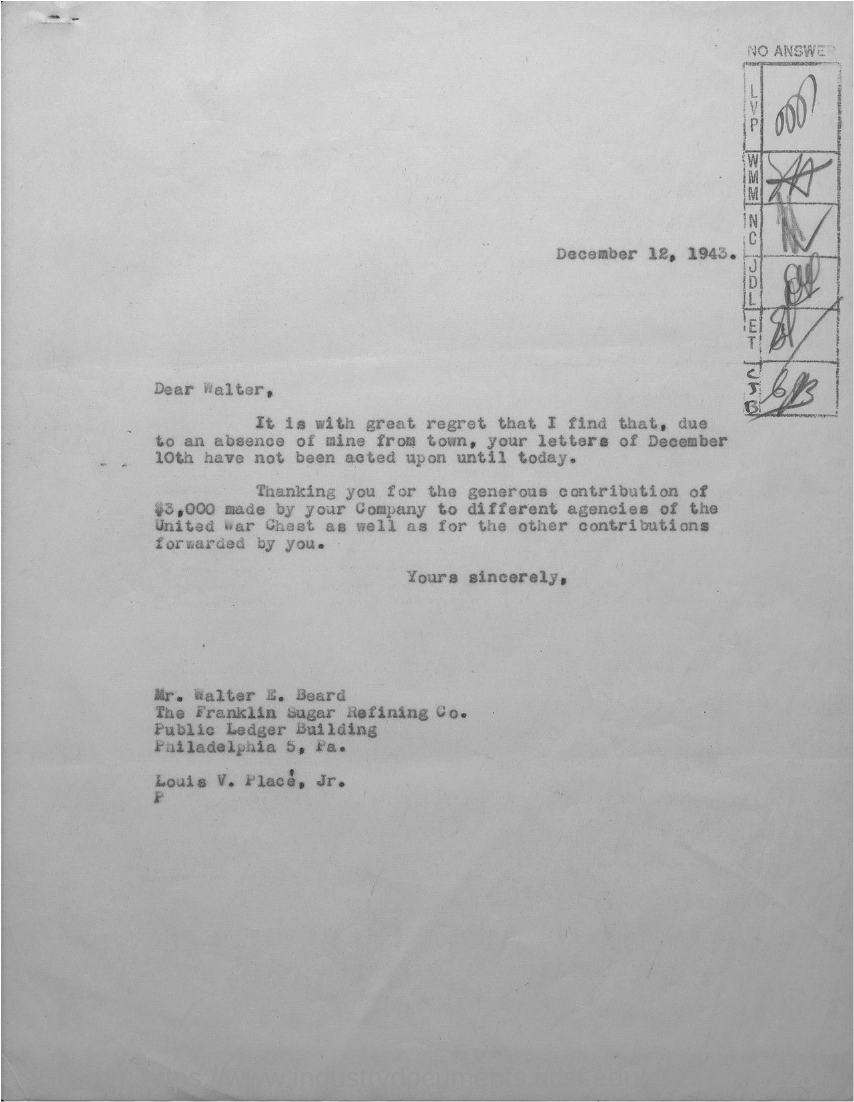 NO ANSWER
LVP
WMM
NC
JDL
ET
CJB
December 12, 1943.
Dear Walter,
It is with great regret that I find that, due
to an absence of mine from town, your letters of December
10th have not been acted upon until today.
Thanking you for the generous contribution of
$3,000 made by your Company to different agencies of the
United War Chest as well as for the other contributions
forwarded by you.
Yours sincerely,
Mr. Walter E. Beard
The Franklin Sugar Refining Co.
Public Ledger Building
Philadelphia 5, Pa.
Louis V. Placé, Jr.
P